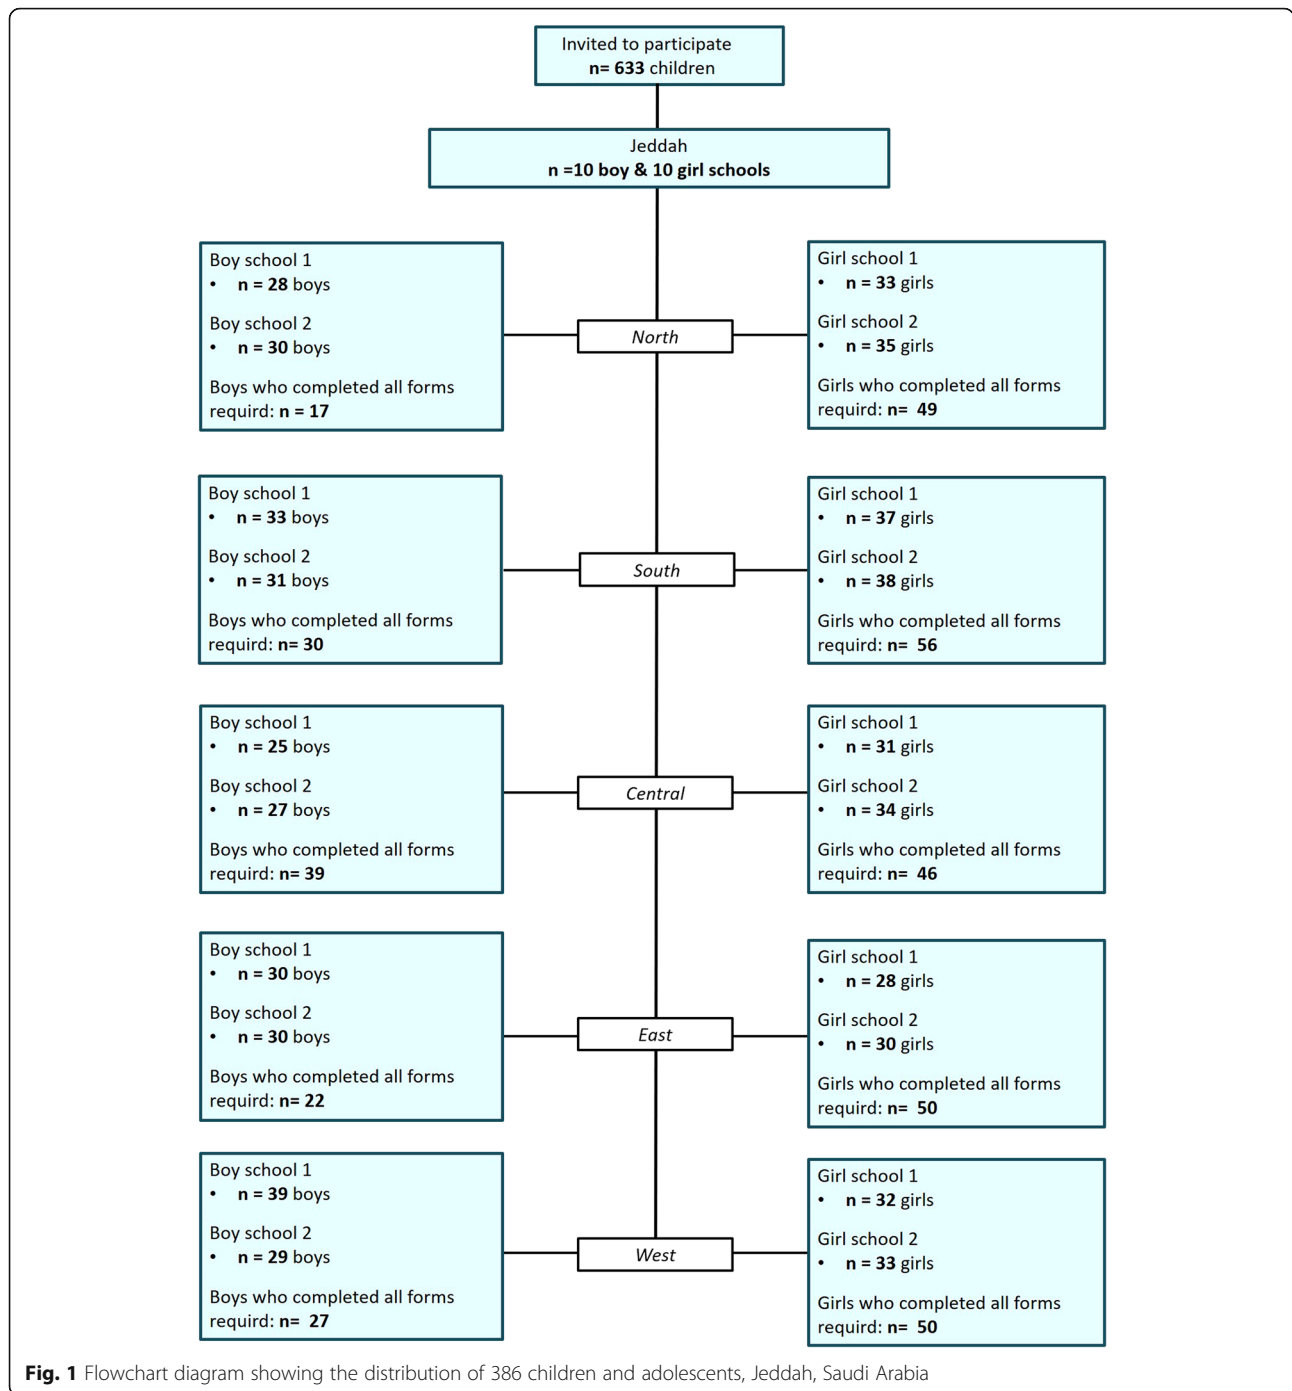 Invited to participate
n= 633 children
Jeddah
n =10 boy & 10 girl schools
Boy school 1
• n = 28 boys
Boy school 2
• n = 30 boys
Boys who completed all forms
requird: n = 17
North
Girl school 1
• n = 33 girls
Girl school 2
• n = 35 girls
Girls who completed all forms
requird: n= 49
Boy school 1
• n = 33 boys
Boy school 2
• n = 31 boys
Boys who completed all forms
requird: n= 30
South
Girl school 1
• n = 37 girls
Girl school 2
• n = 38 girls
Girls who completed all forms
requird: n= 56
Boy school 1
• n = 25 boys
Boy school 2
• n = 27 boys
Boys who completed all forms
requird: n= 39
Central
Girl school 1
• n = 31 girls
Girl school 2
• n = 34 girls
Girls who completed all forms
requird: n= 46
Boy school 1
• n = 30 boys
Boy school 2
• n = 30 boys
Boys who completed all forms
requird: n= 22
East
Girl school 1
• n = 28 girls
Girl school 2
• n = 30 girls
Girls who completed all forms
requird: n= 50
Boy school 1
• n = 39 boys
Boy school 2
• n = 29 boys
Boys who completed all forms
requird: n= 27
West
Girl school 1
• n = 32 girls
Girl school 2
• n = 33 girls
Girls who completed all forms
requird: n= 50
Fig. 1 Flowchart diagram showing the distribution of 386 children and adolescents, Jeddah, Saudi Arabia